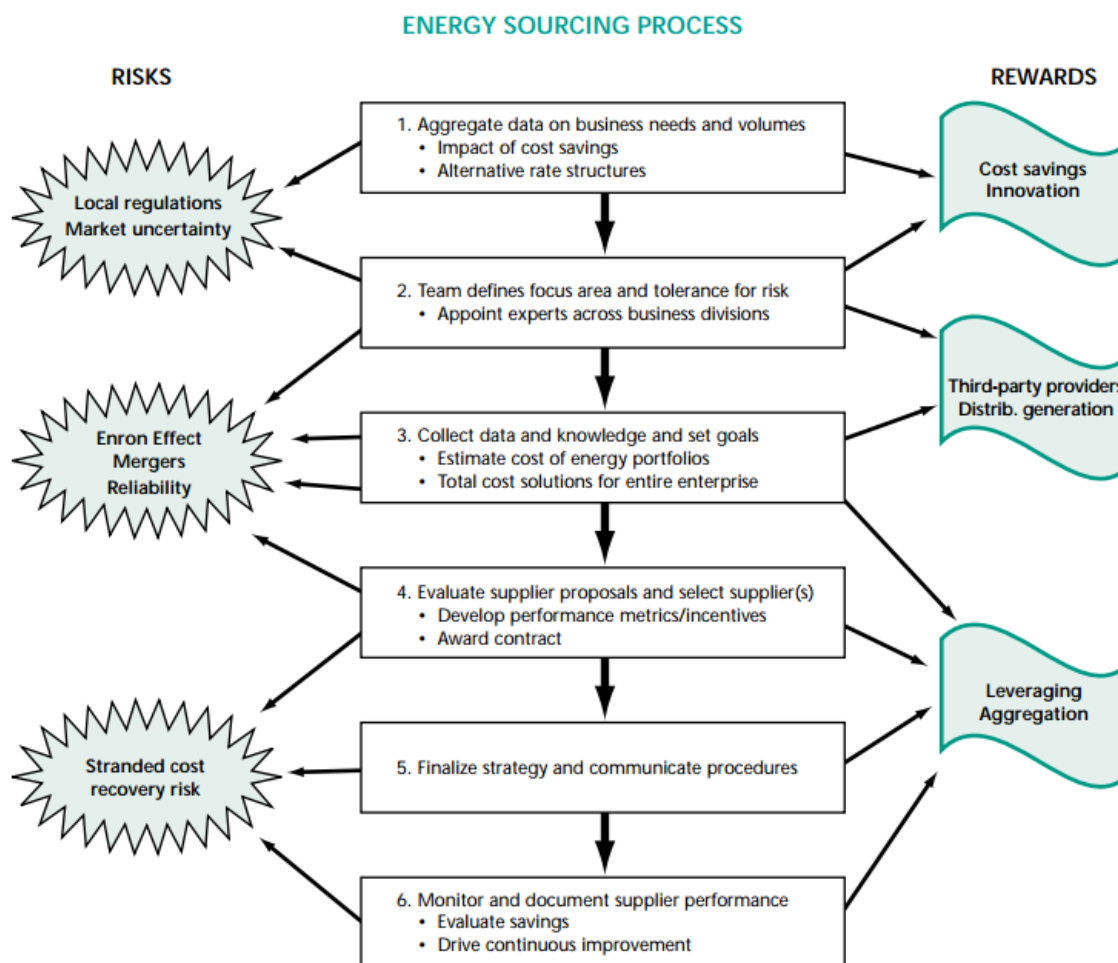 ENERGY SOURCING PROCESS
RISKS
REWARDS
1. Aggregate data on business needs and volumes
• Impact of cost savings
• Alternative rate structures
Local regulations
Market uncertainty
Cost savings
Innovation
2. Team defines focus area and tolerance for risk
• Appoint experts across business divisions
Third-party providers
Distrib. generation
Enron Effect
Mergers
Reliability
3. Collect data and knowledge and set goals
• Estimate cost of energy portfolios
• Total cost solutions for entire enterprise
4. Evaluate supplier proposals and select supplier(s)
• Develop performance metrics/incentives
• Award contract
Leveraging
Aggregation
Stranded cost
recovery risk
5. Finalize strategy and communicate procedures
6. Monitor and document supplier performance
• Evaluate savings
• Drive continuous improvement